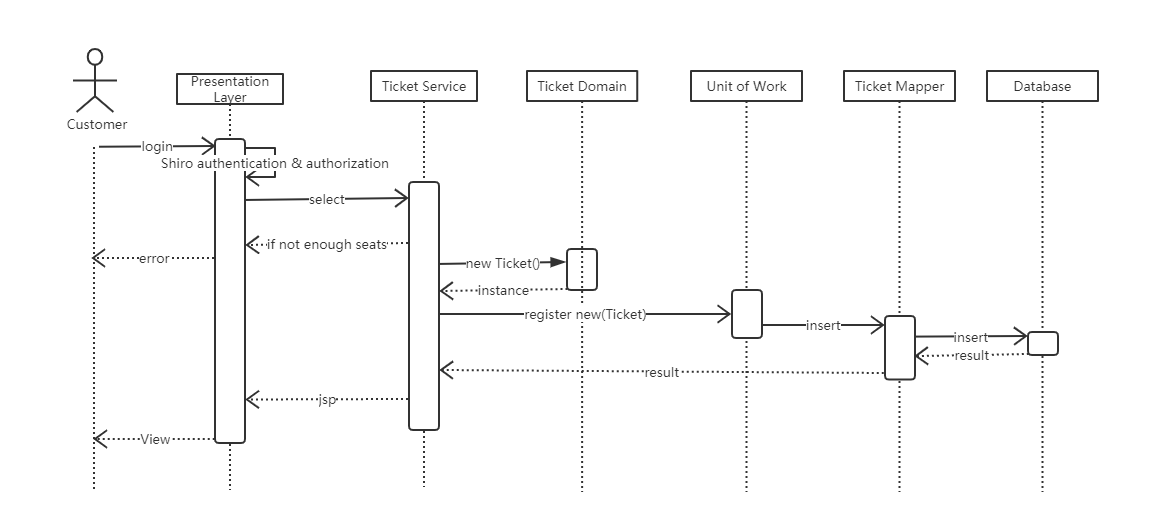 Customer
Presentation
Layer
Ticket Service
Ticket Domain
Unit of Work
Ticket Mapper
Database
login
Shiro authentication & authorization
select
if not enough seats
error
new Ticket()
instance
register new(Ticket)
insert
insert
result
result
jsp
View